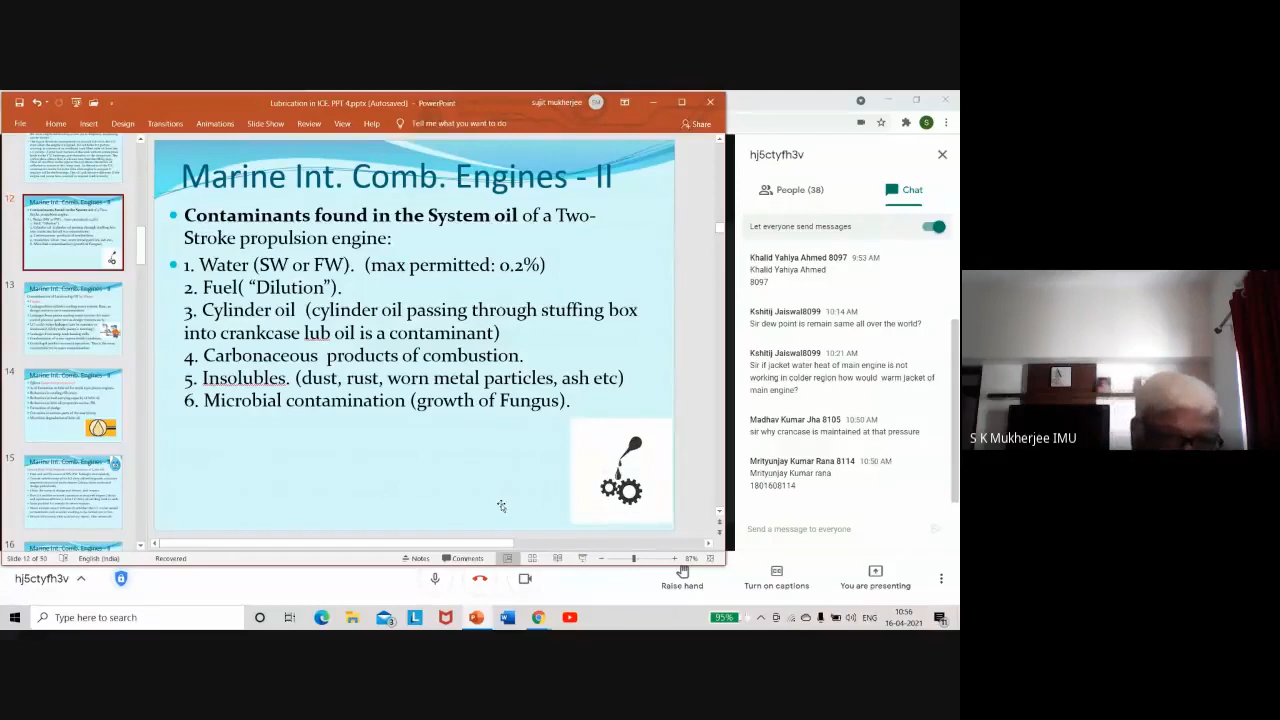 Lubrication in ICE. PPT 4.pptx [Autosaved] - PowerPoint
sujit mukherjee
File Home Insert Design Transitions Animations Slide Show Review View Help Tell me what you want to do Share
12
13
14
15
16
Marine Int. Comb. Engines - II
Contaminants found in the System oil of a Two-
Stroke propulsion engine:
1. Water (SW or FW). (max permitted: 0.2%)
2. Fuel( “Dilution”).
3. Cylinder oil (cylinder oil passing through stuffing box
into crankcase lub oil is a contaminant)
4. Carbonaceous products of combustion.
5. Insolubles. (dust, rust, worn metal particles, ash etc)
6. Microbial contamination (growth of Fungus).
Slide 12 of 50 English (India) Recovered Notes Comments 87%
hj5ctyfh3v
People (38) Chat
Let everyone send messages
Khalid Yahiya Ahmed 8097 9:53 AM
Khalid Yahiya Ahmed
8097
Kshitij Jaiswal8099 10:14 AM
Sir dew point is remain same all over the world?
Kshitij Jaiswal8099 10:21 AM
Sir if jacket water heat of main engine is not
working in colder region how would warm jacket of
main engine?
Madhav Kumar Jha 8105 10:50 AM
sir why crancase is maintained at that pressure
Mrityunjay Kumar Rana 8114 10:50 AM
Mrityunjay Kumar rana
1801608114
Send a message to everyone
hj5ctyfh3v
Raise hand Turn on captions You are presenting
Type here to search
95%
ENG
10:56
16-04-2021
S K Mukherjee IMU